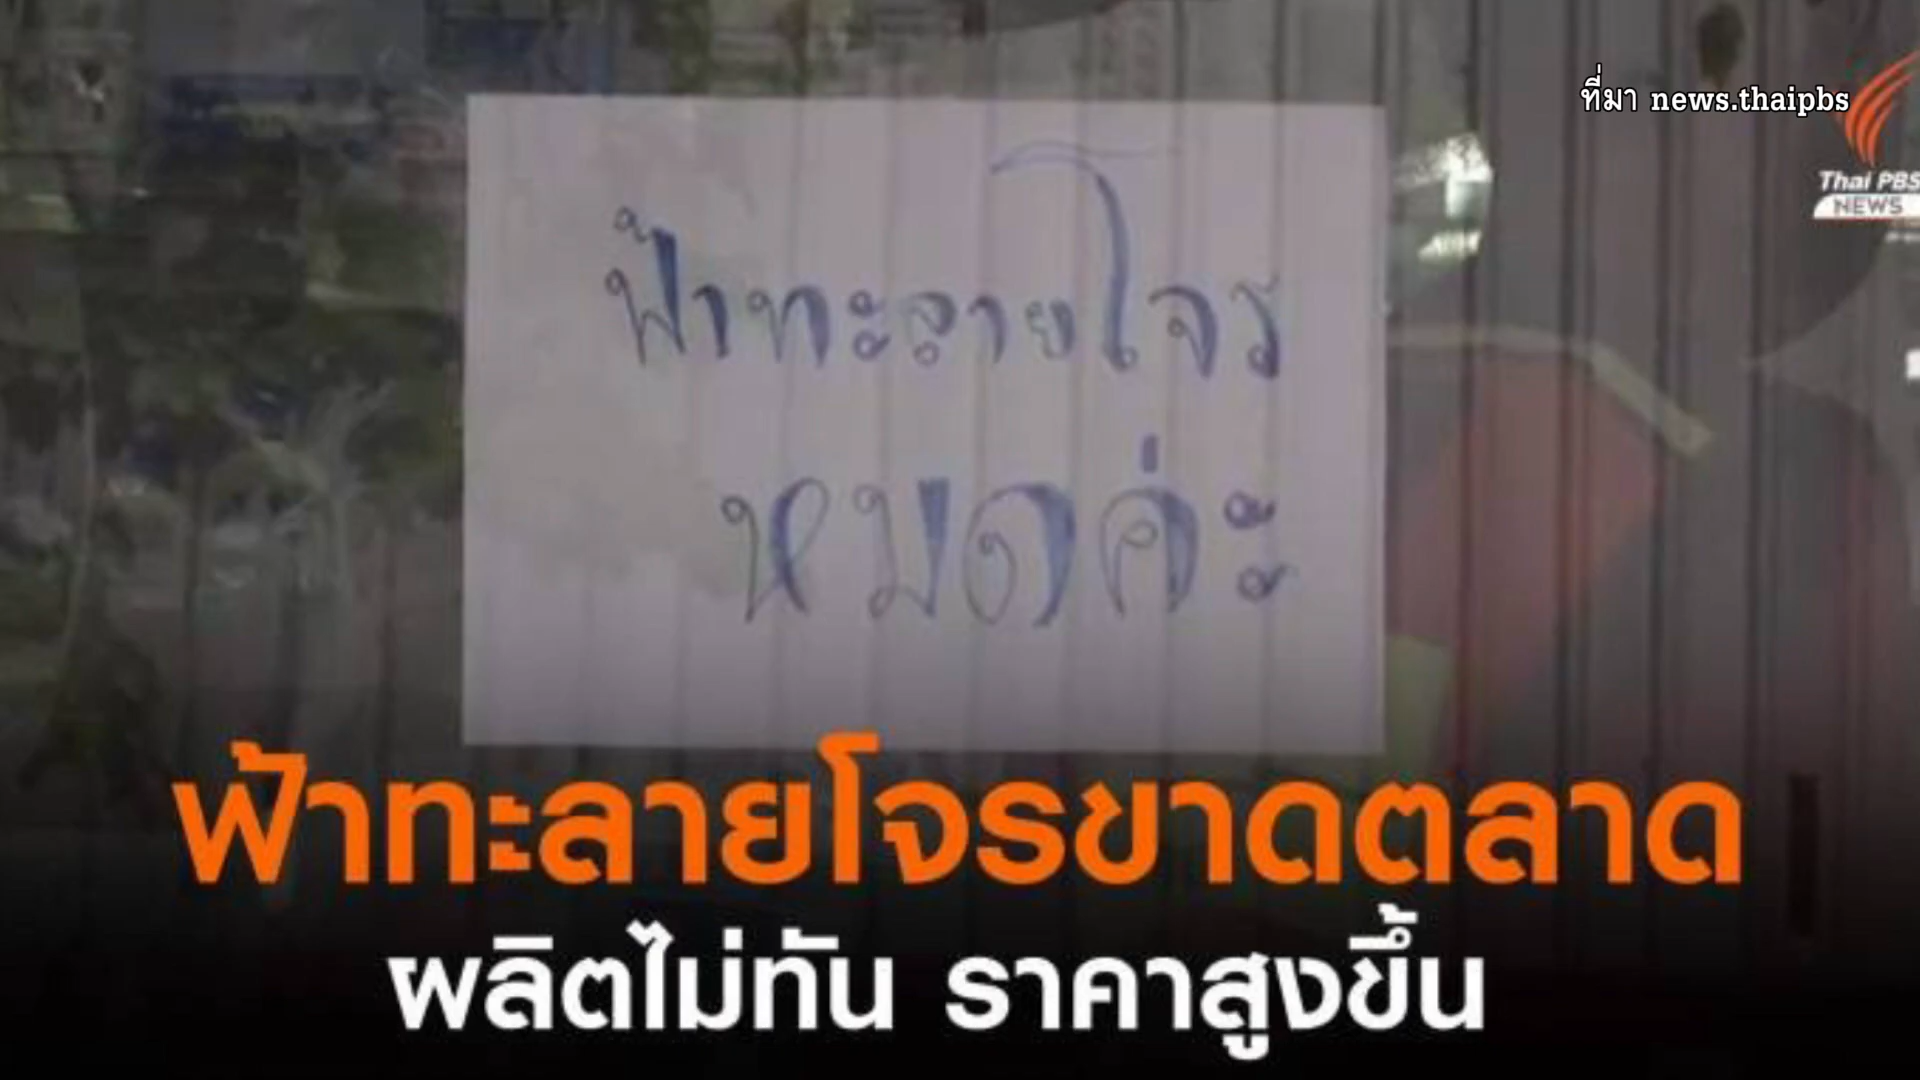 ที่มา news.thaipbs
Thai PBS
NEWS
ฟ้าทะลายโจร
หมดค่ะ
ฟ้าทะลายโจรขาดตลาด
ผลิตไม่ทัน ราคาสูงขึ้น